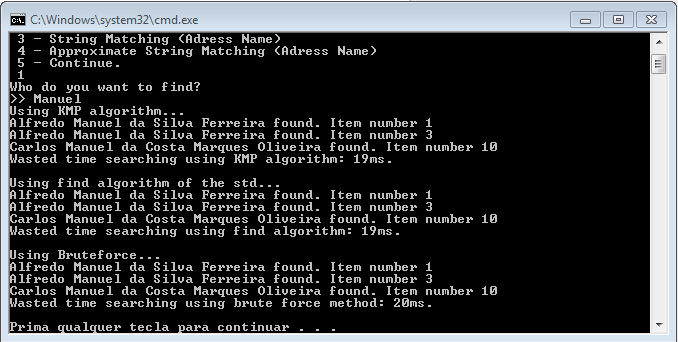 C:\Windows\system32\cmd.exe
3 - String Matching (Adress Name)
4 - Approximate String Matching (Adress Name)
5 - Continue.
1
Who do you want to find?
>> Manuel
Using KMP algorithm...
Alfredo Manuel da Silva Ferreira found. Item number 1
Alfredo Manuel da Silva Ferreira found. Item number 3
Carlos Manuel da Costa Marques Oliveira found. Item number 10
Wasted time searching using KMP algorithm: 19ms.
Using find algorithm of the std...
Alfredo Manuel da Silva Ferreira found. Item number 1
Alfredo Manuel da Silva Ferreira found. Item number 3
Carlos Manuel da Costa Marques Oliveira found. Item number 10
Wasted time searching using find algorithm: 19ms.
Using Bruteforce...
Alfredo Manuel da Silva Ferreira found. Item number 1
Alfredo Manuel da Silva Ferreira found. Item number 3
Carlos Manuel da Costa Marques Oliveira found. Item number 10
Wasted time searching using brute force method: 20ms.
Prima qualquer tecla para continuar . . .